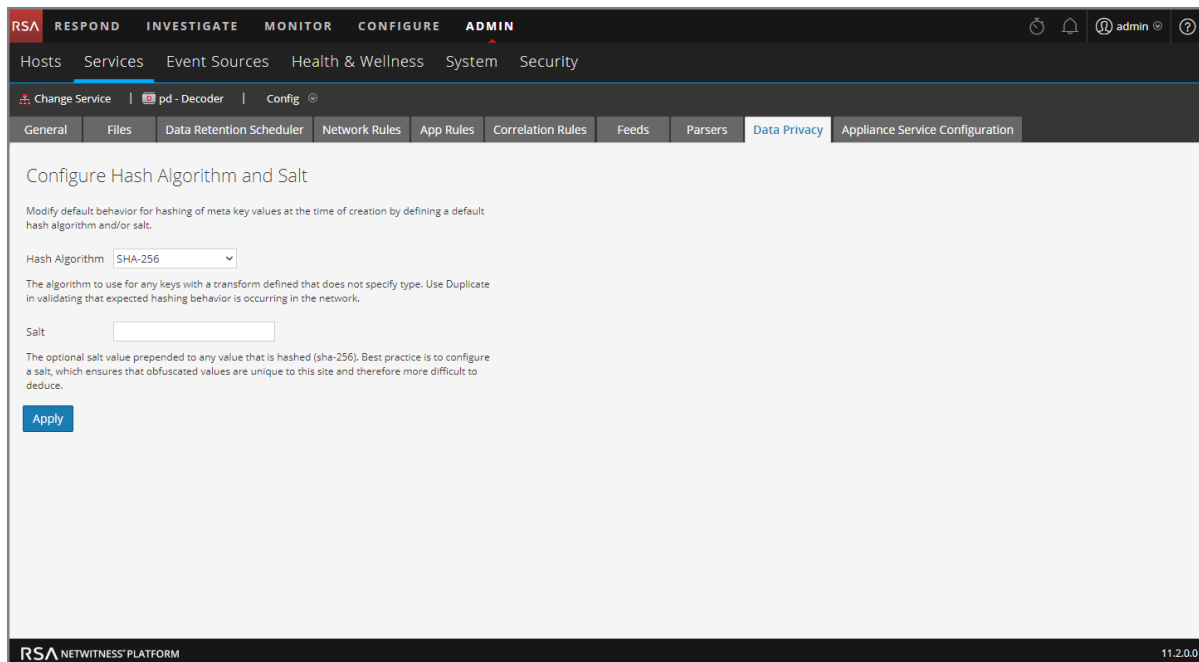 RSA RESPOND INVESTIGATE MONITOR CONFIGURE ADMIN admin ?
Hosts Services Event Sources Health & Wellness System Security
Change Service | D pd - Decoder | Config
General Files Data Retention Scheduler Network Rules App Rules Correlation Rules Feeds Parsers Data Privacy Appliance Service Configuration
Configure Hash Algorithm and Salt
Modify default behavior for hashing of meta key values at the time of creation by defining a default
hash algorithm and/or salt.
Hash Algorithm SHA-256
The algorithm to use for any keys with a transform defined that does not specify type. Use Duplicate
in validating that expected hashing behavior is occurring in the network.
Salt
The optional salt value prepended to any value that is hashed (sha-256). Best practice is to configure
a salt, which ensures that obfuscated values are unique to this site and therefore more difficult to
deduce.
Apply
RSA NETWITNESS® PLATFORM 11.2.0.0